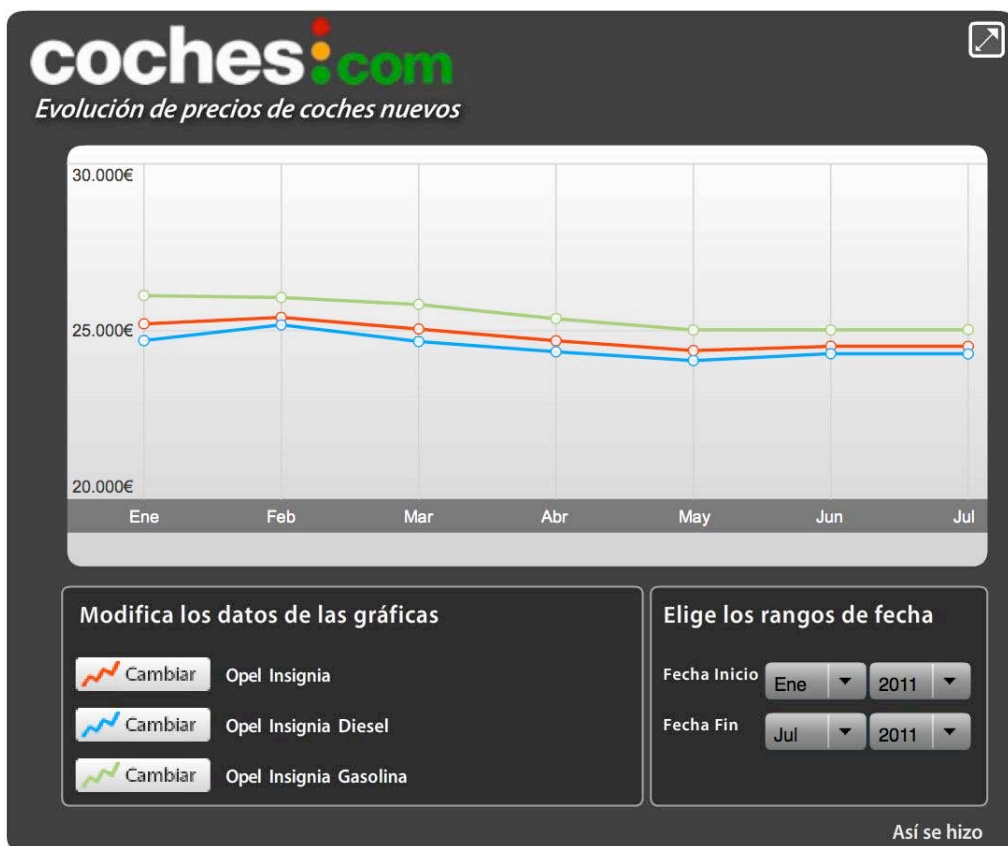 coches:com
Evolución de precios de coches nuevos
30.000€
25.000€
20.000€
Ene Feb Mar Abr May Jun Jul
Modifica los datos de las gráficas
Cambiar Opel Insignia
Cambiar Opel Insignia Diesel
Cambiar Opel Insignia Gasolina
Elige los rangos de fecha
Fecha Inicio Ene 2011
Fecha Fin Jul 2011
Así se hizo